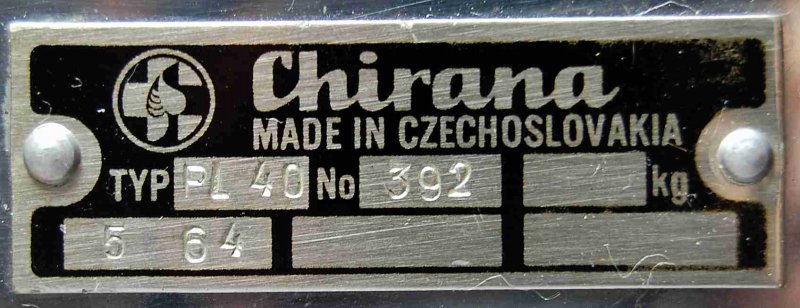 Chirana
MADE IN CZECHOSLOVAKIA
TYP PL 40 No 392 kg
5 64